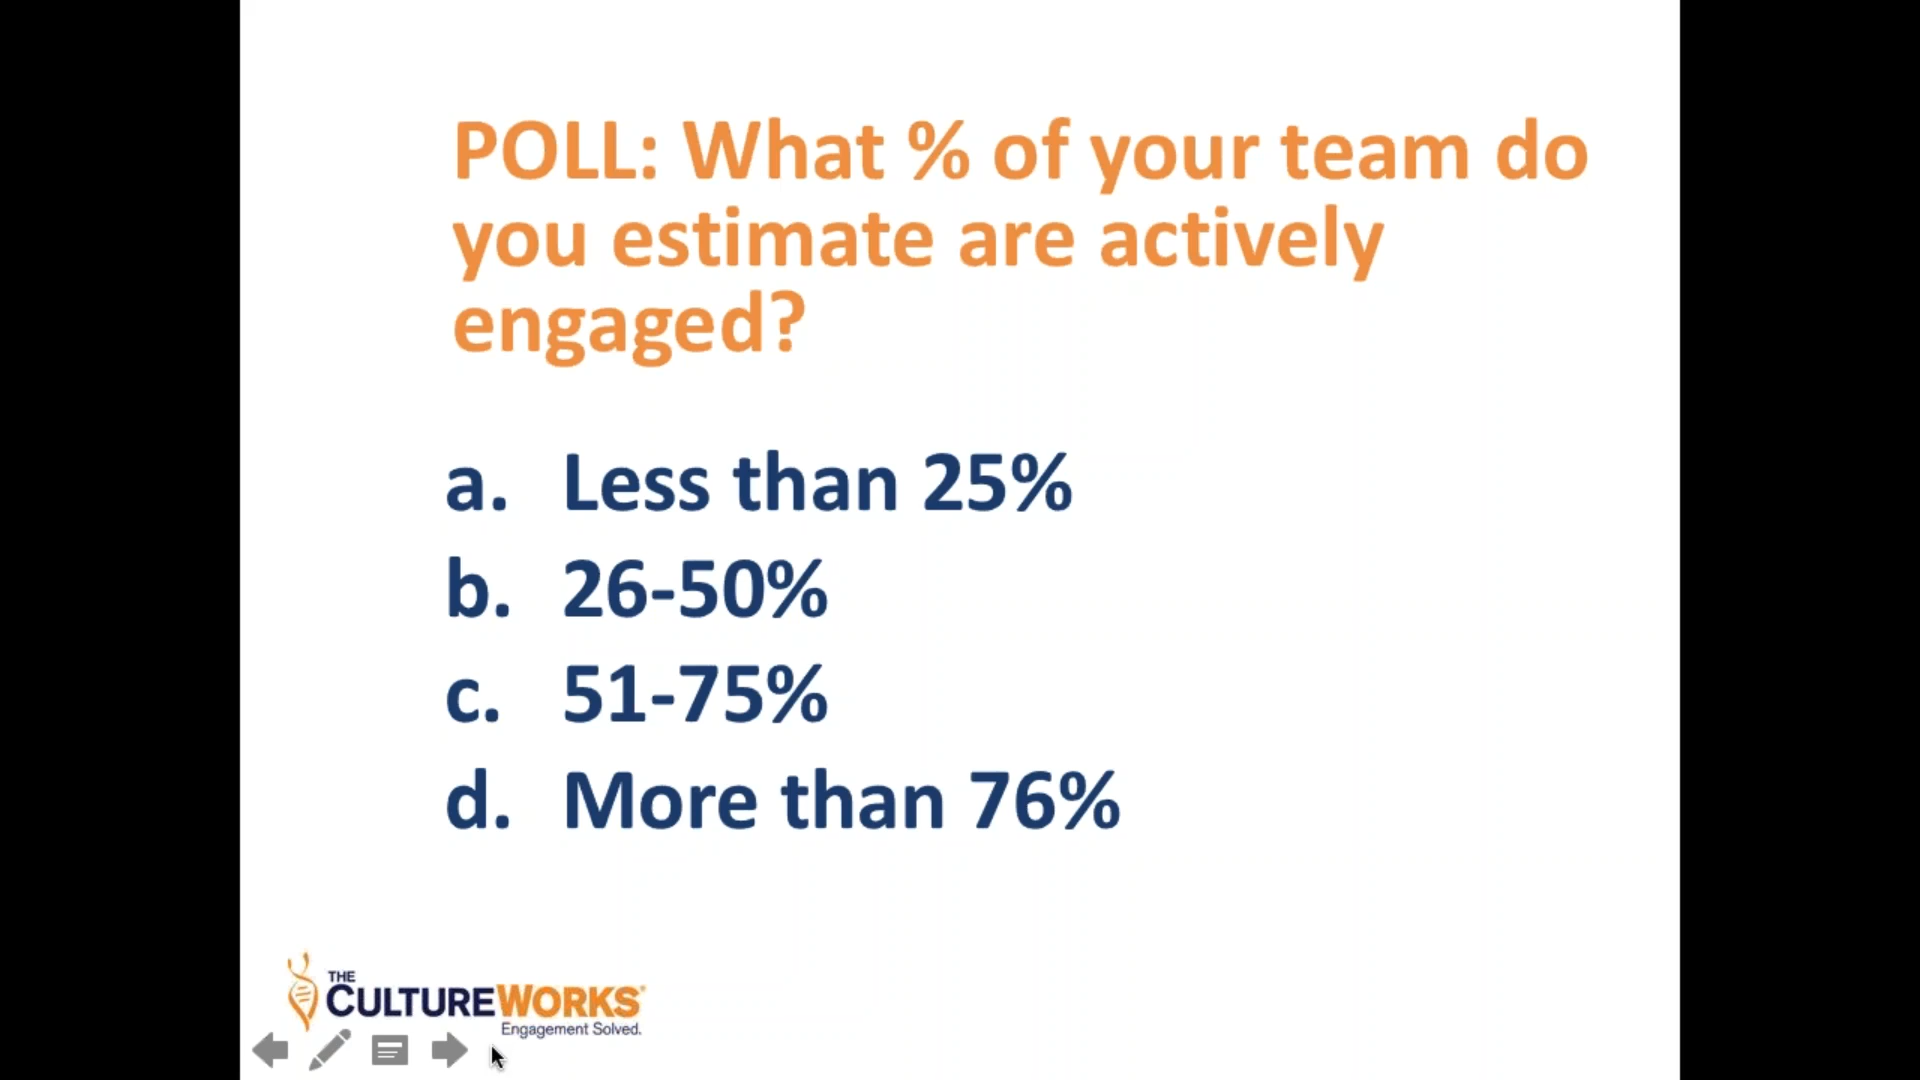 POLL: What % of your team do
you estimate are actively
engaged?
a. Less than 25%
b. 26-50%
c. 51-75%
d. More than 76%
THE
CULTUREWORKS
Engagement Solved.